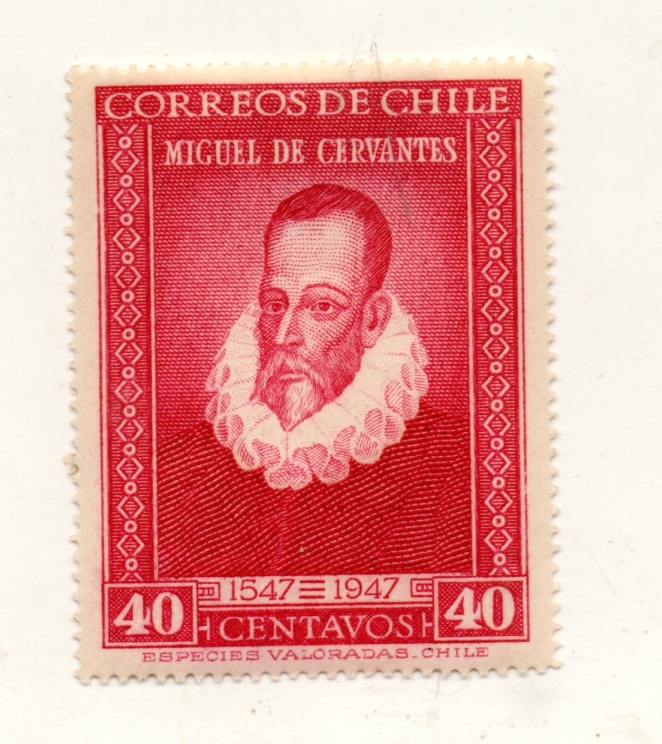 CORREOS DE CHILE
MIGUEL DE CERVANTES
1547 1947
40 CENTAVOS 40
ESPECIES VALORADAS-CHILE